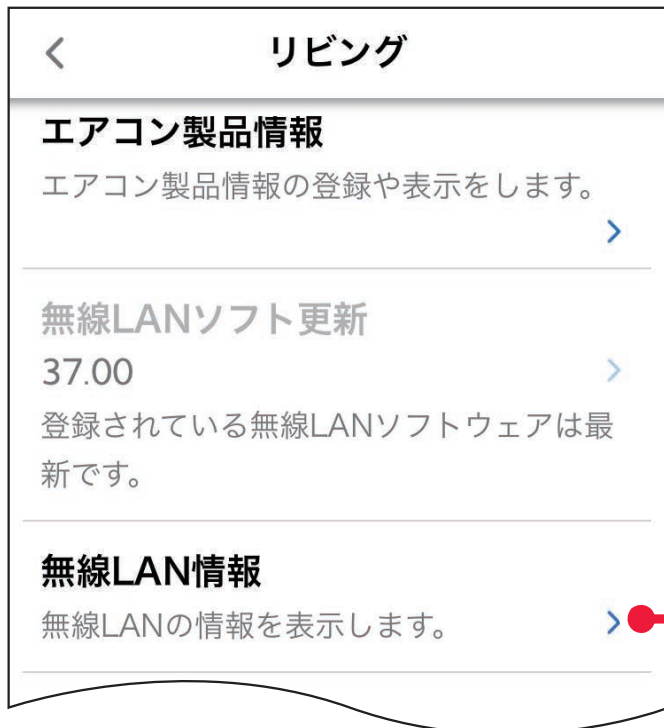 リビング
エアコン製品情報
エアコン製品情報の登録や表示をします。
無線LANソフト更新
37.00
登録されている無線LANソフトウェアは最
新です。
無線LAN情報
無線LANの情報を表示します。